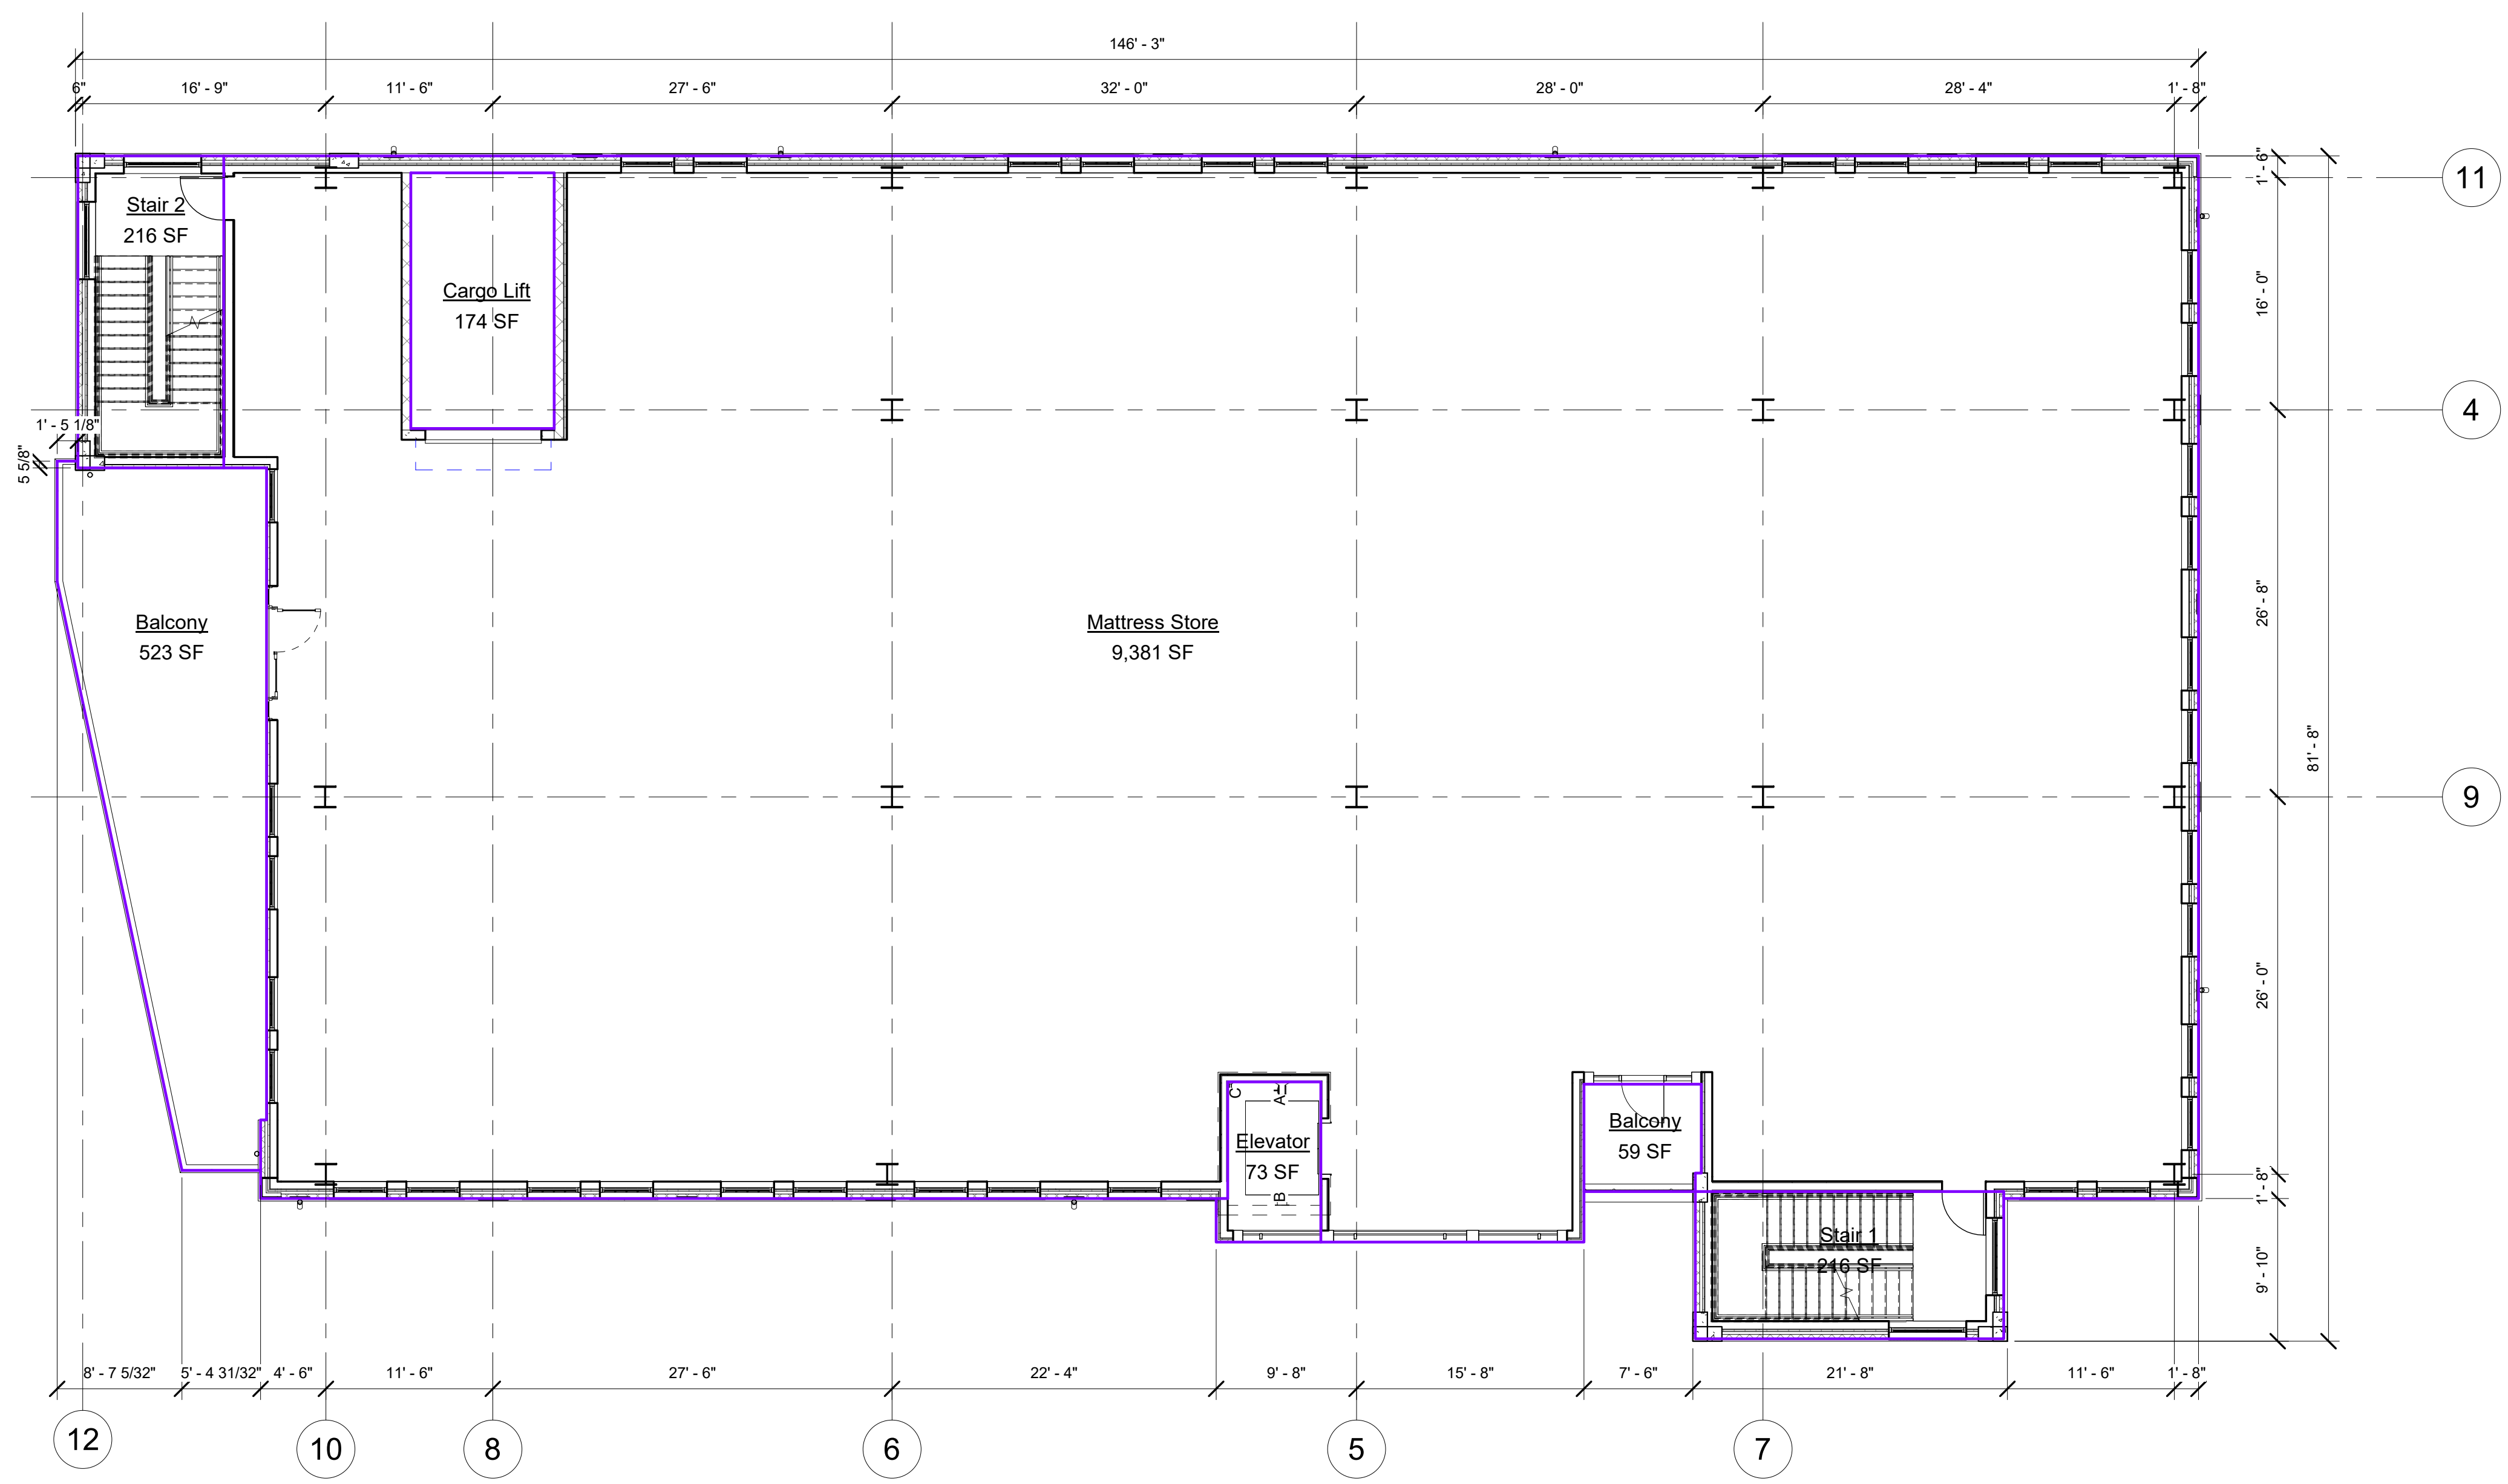 146' - 3"
6"
16' - 9"
11' - 6"
27' - 6"
32' - 0"
28' - 0"
28' - 4"
1' - 8"
1' - 6"
11
Stair 2
216 SF
Cargo Lift
174 SF
16' - 0"
4
1' - 5 1/8"
5 5/8"
Balcony
523 SF
Mattress Store
9,381 SF
26' - 8"
81' - 8"
9
26' - 0"
C
A
Elevator
73 SF
B
Balcony
59 SF
1' - 8"
Stair 1
216 SF
9' - 10"
8' - 7 5/32"
5' - 4 31/32"
4' - 6"
11' - 6"
27' - 6"
22' - 4"
9' - 8"
15' - 8"
7' - 6"
21' - 8"
11' - 6"
1' - 8"
12
10
8
6
5
7